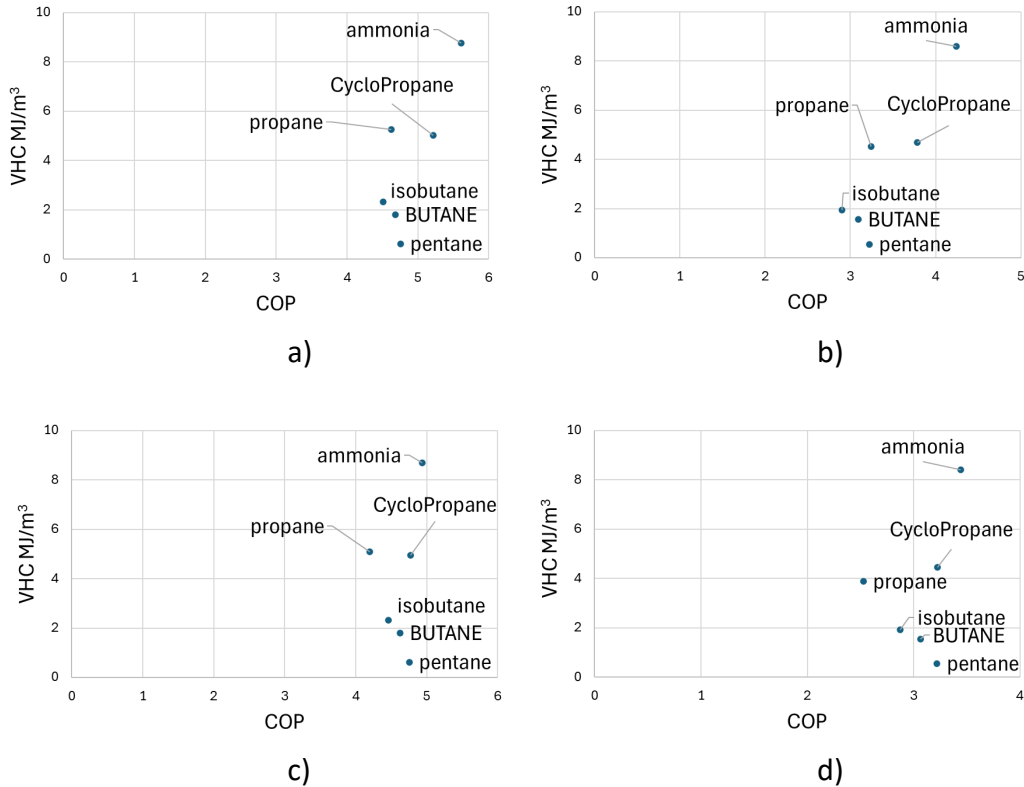 10
8
6
4
2
0
VHC MJ/m³
ammonia
CycloPropane
propane
isobutane
BUTANE
pentane
0 1 2 3 4 5 6
COP
a)
10
8
6
4
2
0
VHC MJ/m³
ammonia
propane
CycloPropane
isobutane
BUTANE
pentane
0 1 2 3 4 5
COP
b)
10
8
6
4
2
0
VHC MJ/m³
ammonia
CycloPropane
propane
isobutane
BUTANE
pentane
0 1 2 3 4 5 6
COP
c)
10
8
6
4
2
0
VHC MJ/m³
ammonia
CycloPropane
propane
isobutane
BUTANE
pentane
0 1 2 3 4
COP
d)